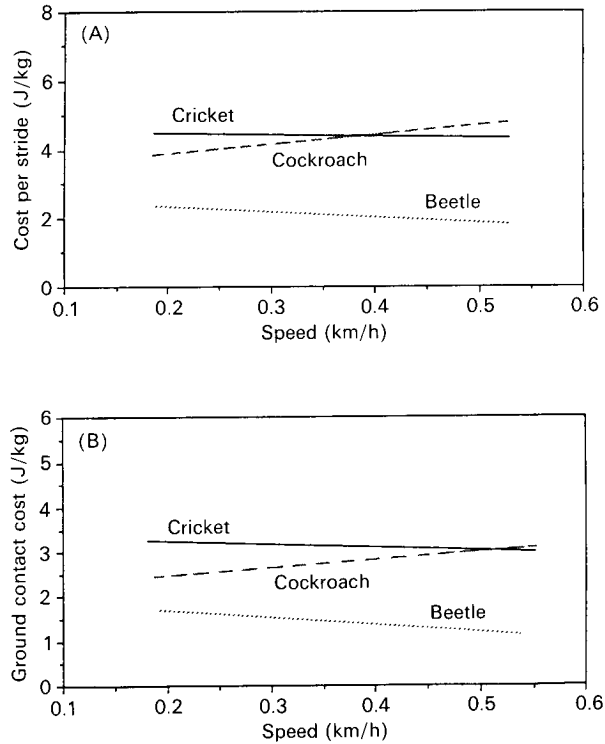 (A)
Cost per stride (J/kg)
8
6
4
2
0
Cricket
Cockroach
Beetle
0.1 0.2 0.3 0.4 0.5 0.6
Speed (km/h)
(B)
Ground contact cost (J/kg)
6
5
4
3
2
1
0
Cricket
Cockroach
Beetle
0.1 0.2 0.3 0.4 0.5 0.6
Speed (km/h)